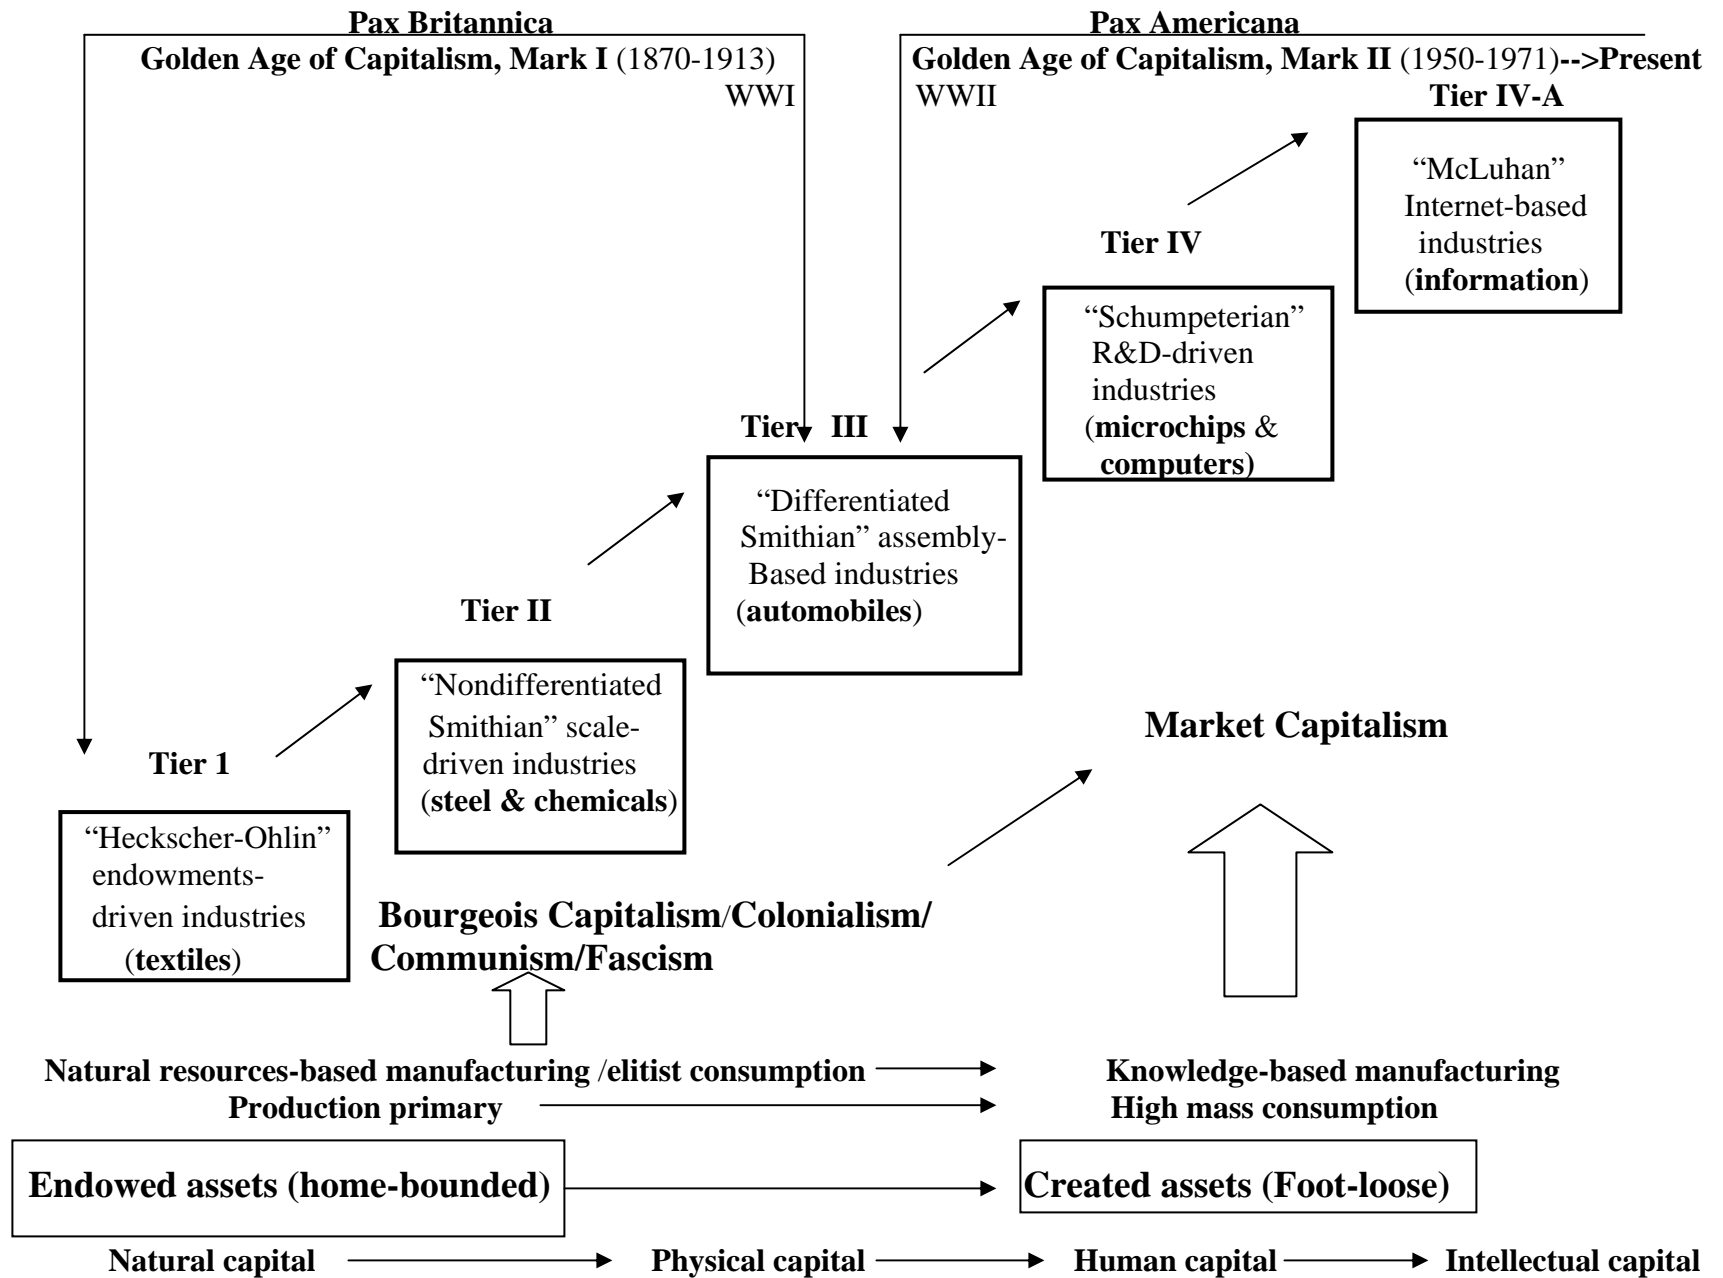 Pax Britannica
Golden Age of Capitalism, Mark I (1870-1913)
WWI
Pax Americana
Golden Age of Capitalism, Mark II (1950-1971)-->Present
WWII
Tier IV-A
“McLuhan”
Internet-based
industries
(information)
Tier IV
“Schumpeterian”
R&D-driven
industries
(microchips &
computers)
Tier III
“Differentiated
Smithian” assembly-
Based industries
(automobiles)
Tier II
“Nondifferentiated
Smithian” scale-
driven industries
(steel & chemicals)
Tier 1
“Heckscher-Ohlin”
endowments-
driven industries
(textiles)
Market Capitalism
Bourgeois Capitalism/Colonialism/
Communism/Fascism
Natural resources-based manufacturing /elitist consumption
Knowledge-based manufacturing
Production primary
High mass consumption
Endowed assets (home-bounded)
Created assets (Foot-loose)
Natural capital
Physical capital
Human capital
Intellectual capital